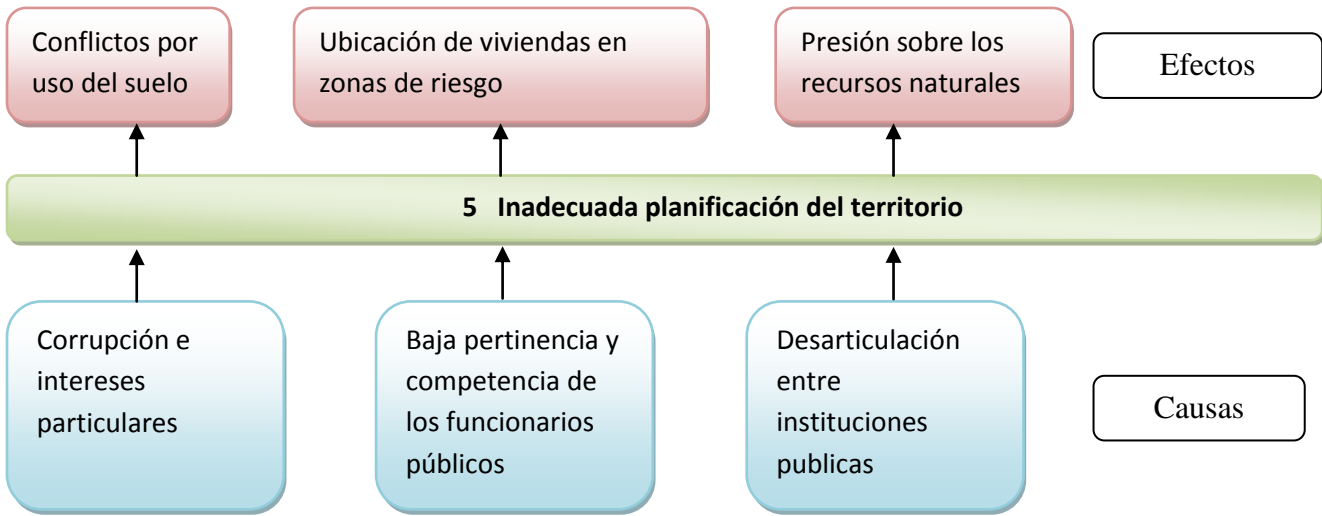 Conflictos por
uso del suelo
Ubicación de viviendas en
zonas de riesgo
Presión sobre los
recursos naturales
Efectos
5 Inadecuada planificación del territorio
Corrupción e
intereses
particulares
Baja pertinencia y
competencia de
los funcionarios
públicos
Desarticulación
entre
instituciones
publicas
Causas